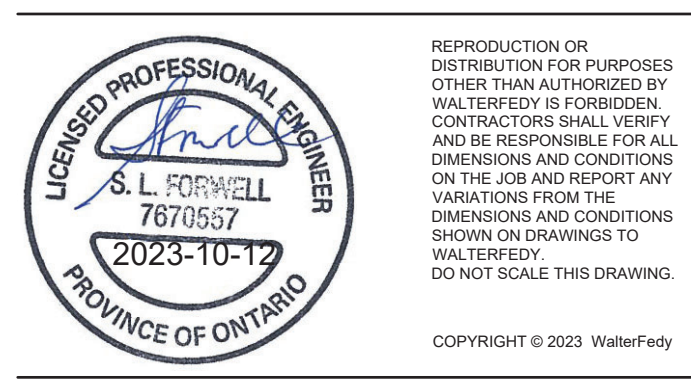 LICENSED PROFESSIONAL ENGINEER
S. L. FORWELL
7670557
2023-10-12
PROVINCE OF ONTARIO
REPRODUCTION OR
DISTRIBUTION FOR PURPOSES
OTHER THAN AUTHORIZED BY
WALTERFEDY IS FORBIDDEN.
CONTRACTORS SHALL VERIFY
AND BE RESPONSIBLE FOR ALL
DIMENSIONS AND CONDITIONS
ON THE JOB AND REPORT ANY
VARIATIONS FROM THE
DIMENSIONS AND CONDITIONS
SHOWN ON DRAWINGS TO
WALTERFEDY.
DO NOT SCALE THIS DRAWING.
COPYRIGHT © 2023 WalterFedy